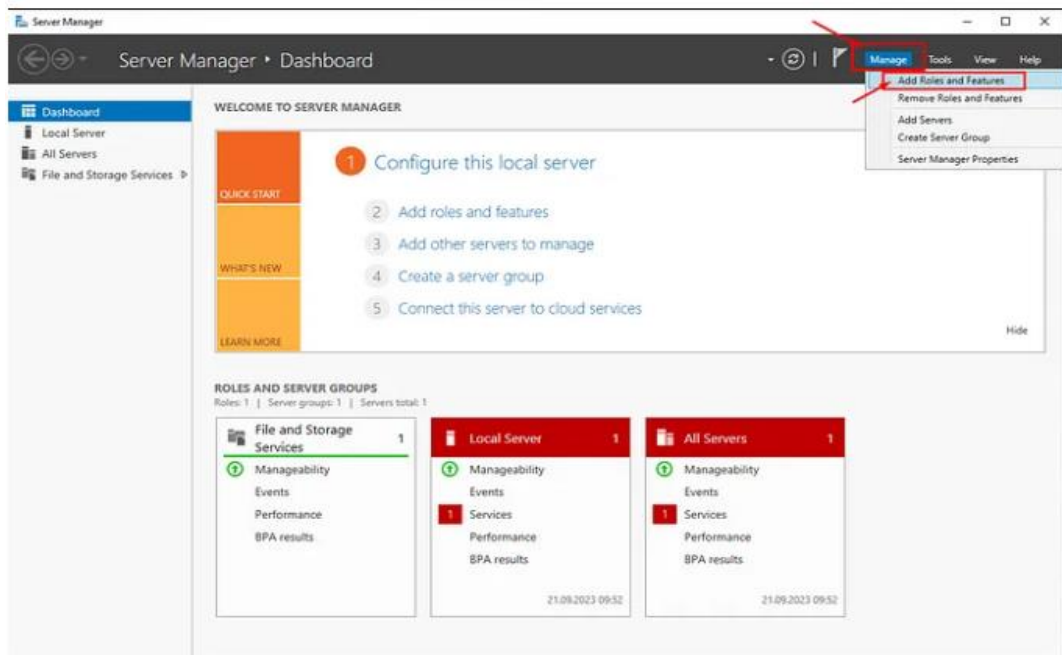 Server Manager
Server Manager • Dashboard
Manage Tools View Help
Add Roles and Features
Remove Roles and Features
Add Servers
Create Server Group
Server Manager Properties
Dashboard
Local Server
All Servers
File and Storage Services
WELCOME TO SERVER MANAGER
QUICK START
WHAT'S NEW
LEARN MORE
1 Configure this local server
2 Add roles and features
3 Add other servers to manage
4 Create a server group
5 Connect this server to cloud services
Hide
ROLES AND SERVER GROUPS
Roles: 1 | Server groups: 1 | Servers total: 1
File and Storage
Services
1
Manageability
Events
Performance
BPA results
Local Server 1
Manageability
Events
1 Services
Performance
BPA results
21.09.2023 09:52
All Servers 1
Manageability
Events
1 Services
Performance
BPA results
21.09.2023 09:52